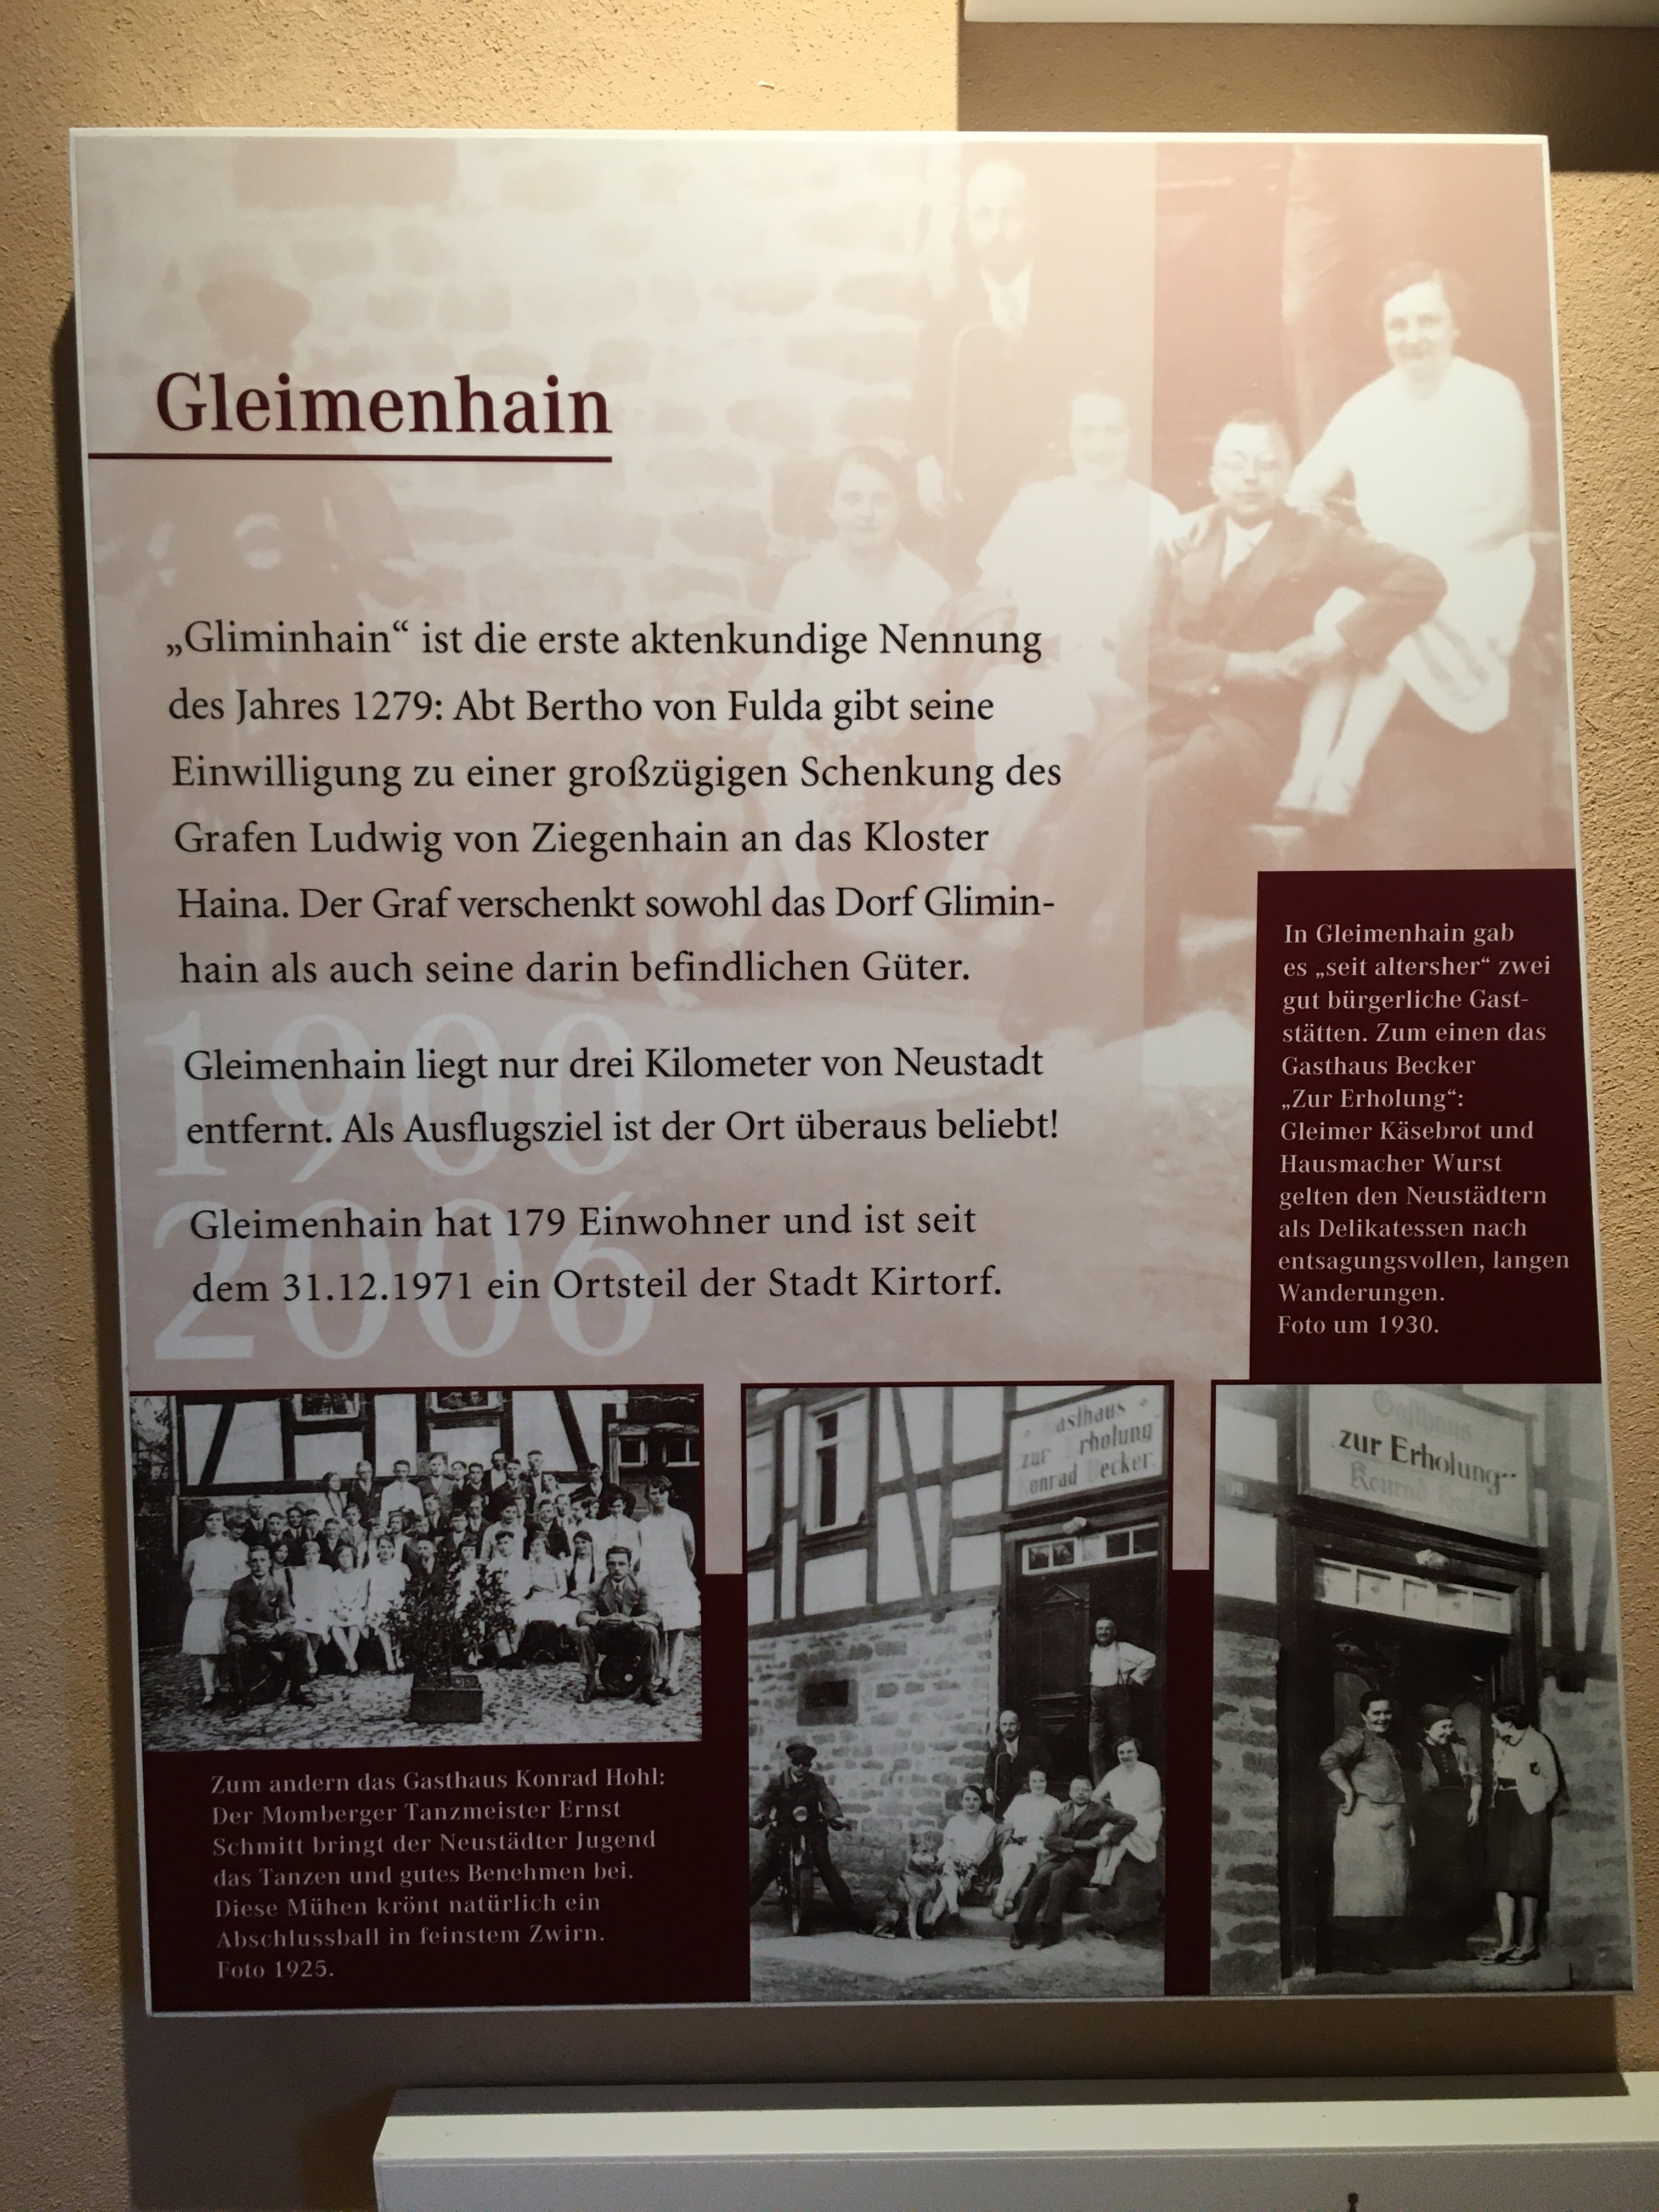 Gleimenhain
„Gliminhain“ ist die erste aktenkundige Nennung
des Jahres 1279: Abt Bertho von Fulda gibt seine
Einwilligung zu einer großzügigen Schenkung des
Grafen Ludwig von Ziegenhain an das Kloster
Haina. Der Graf verschenkt sowohl das Dorf Glimin-
hain als auch seine darin befindlichen Güter.
1900
Gleimenhain liegt nur drei Kilometer von Neustadt
entfernt. Als Ausflugsziel ist der Ort überaus beliebt!
2006
Gleimenhain hat 179 Einwohner und ist seit
dem 31.12.1971 ein Ortsteil der Stadt Kirtorf.
In Gleimenhain gab
es „seit altersher“ zwei
gut bürgerliche Gast-
stätten. Zum einen das
Gasthaus Becker
„Zur Erholung“:
Gleimer Käsebrot und
Hausmacher Wurst
gelten den Neustädtern
als Delikatessen nach
entsagungsvollen, langen
Wanderungen.
Foto um 1930.
Zum andern das Gasthaus Konrad Hohl:
Der Momberger Tanzmeister Ernst
Schmitt bringt der Neustädter Jugend
das Tanzen und gutes Benehmen bei.
Diese Mühen krönt natürlich ein
Abschlussball in feinstem Zwirn.
Foto 1925.
asthaus
zur rholung
onrad ecker.
Gasthaus
zur Erholung
Konrad